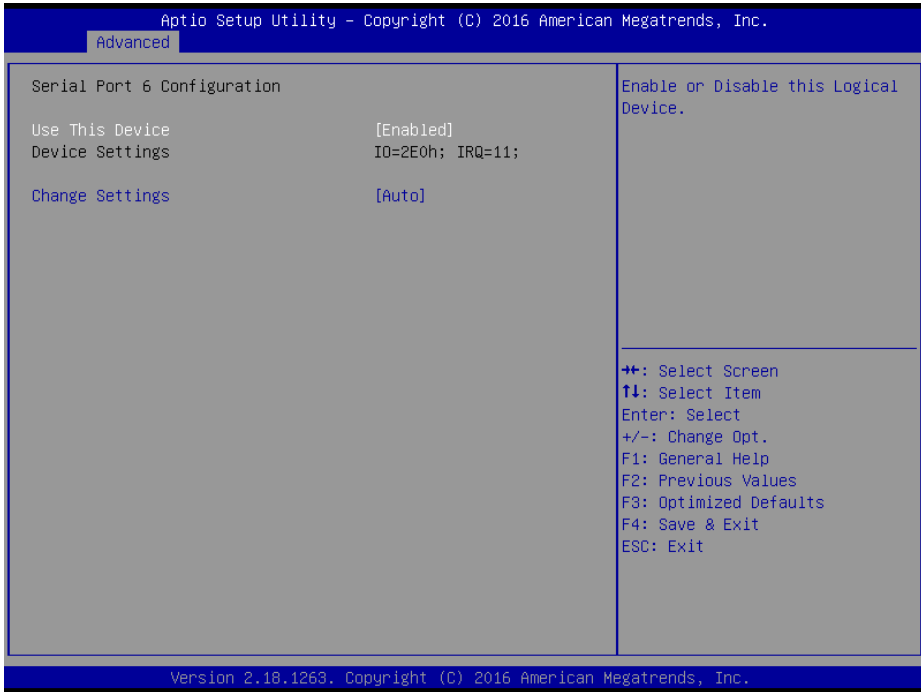 Aptio Setup Utility – Copyright (C) 2016 American Megatrends, Inc.
Advanced
Serial Port 6 Configuration
Use This Device [Enabled]
Device Settings IO=2E0h; IRQ=11;
Change Settings [Auto]
Enable or Disable this Logical
Device.
→←: Select Screen
↑↓: Select Item
Enter: Select
+/-: Change Opt.
F1: General Help
F2: Previous Values
F3: Optimized Defaults
F4: Save & Exit
ESC: Exit
Version 2.18.1263. Copyright (C) 2016 American Megatrends, Inc.